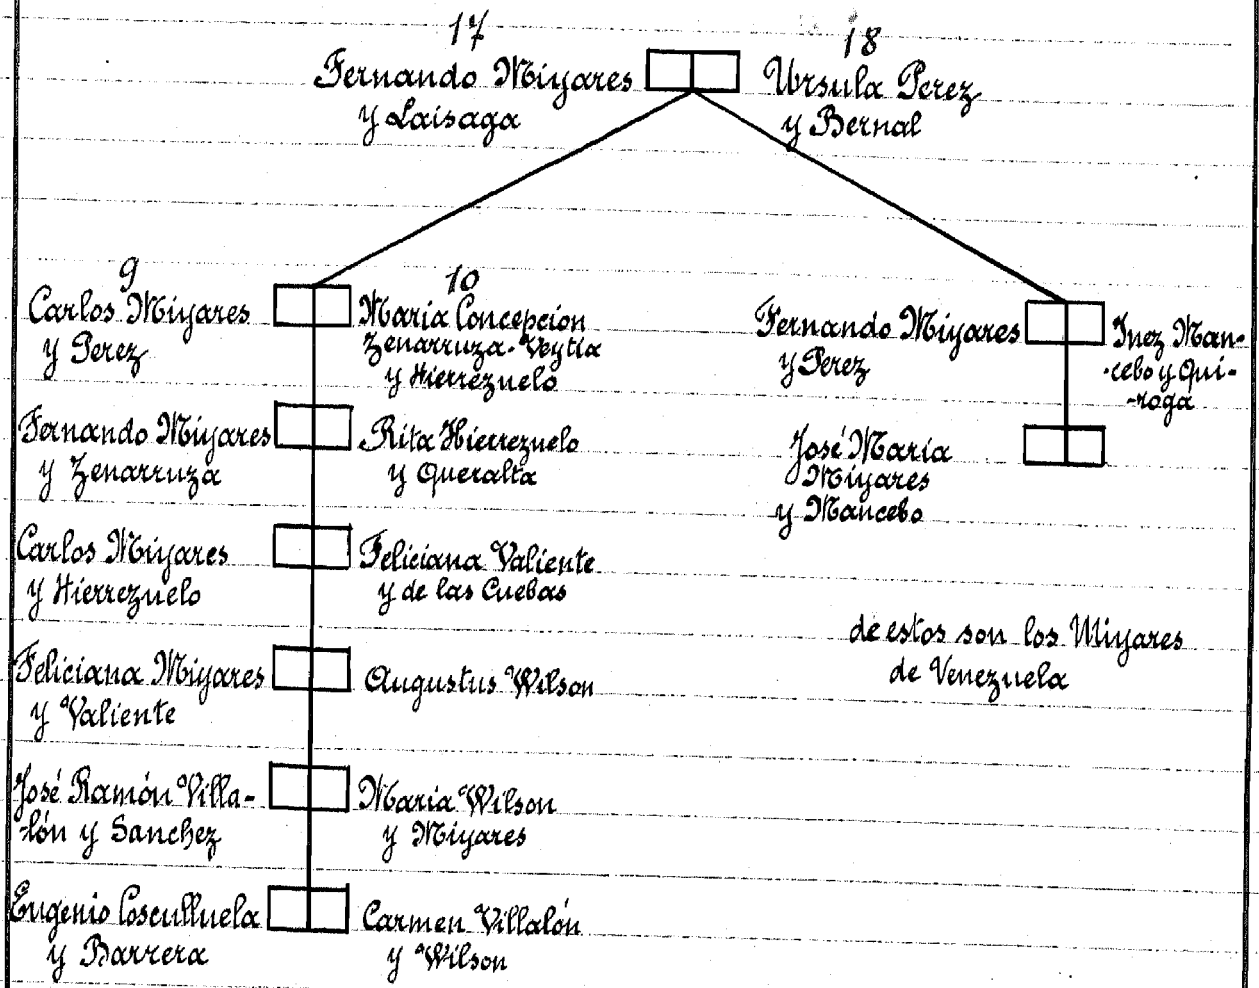 17
18
Fernando Miyares
y Laisaga
Ursula Perez
y Bernal
9
10
Carlos Miyares
y Perez
Maria Concepcion
Zenarruza-Veytia
y Hierrezuelo
Fernando Miyares
y Perez
Inez Man-
-cebo y Qui-
-roga
Fernando Miyares
y Zenarruza
Rita Hierrezuelo
y Queralta
José Maria
Miyares
y Mancebo
Carlos Miyares
y Hierrezuelo
Feliciana Valiente
y de las Cuebas
de estos son los Miyares
de Venezuela
Feliciana Miyares
y Valiente
Augustus Wilson
José Ramón Villa-
-lón y Sanchez
Maria Wilson
y Miyares
Eugenio Cosculluela
y Barrera
Carmen Villalón
y Wilson